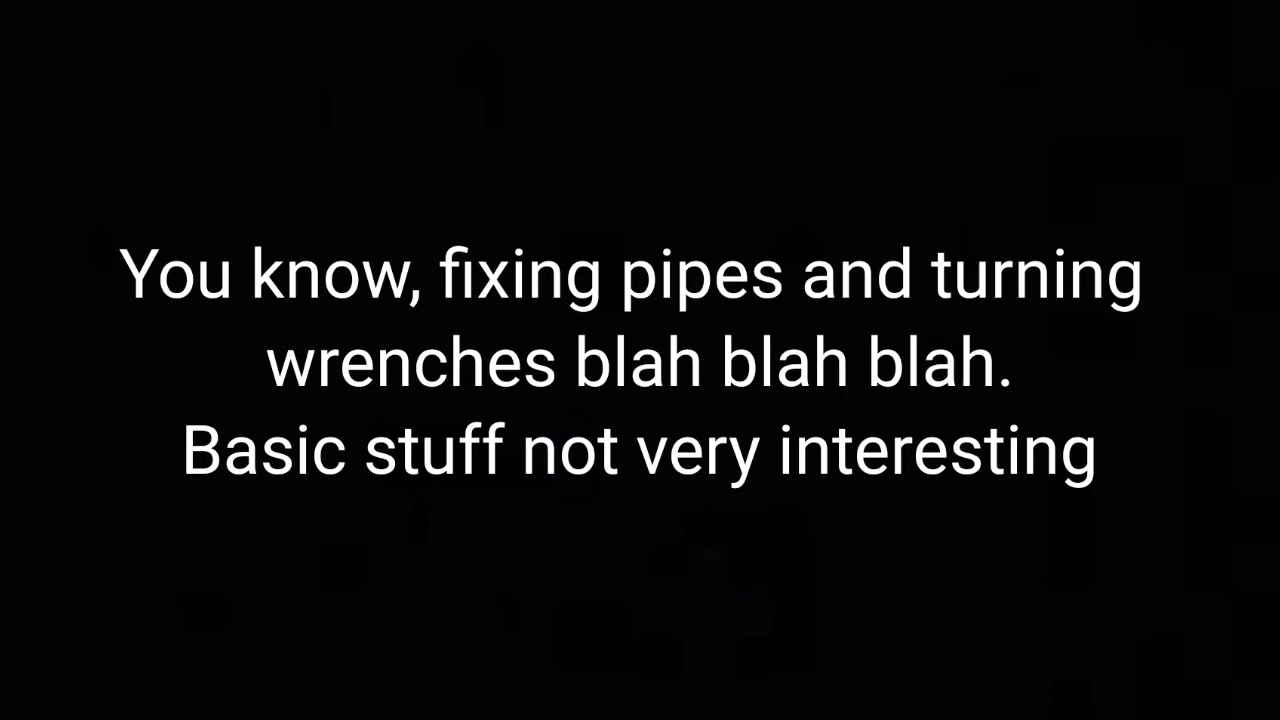 You know, fixing pipes and turning
wrenches blah blah blah.
Basic stuff not very interesting